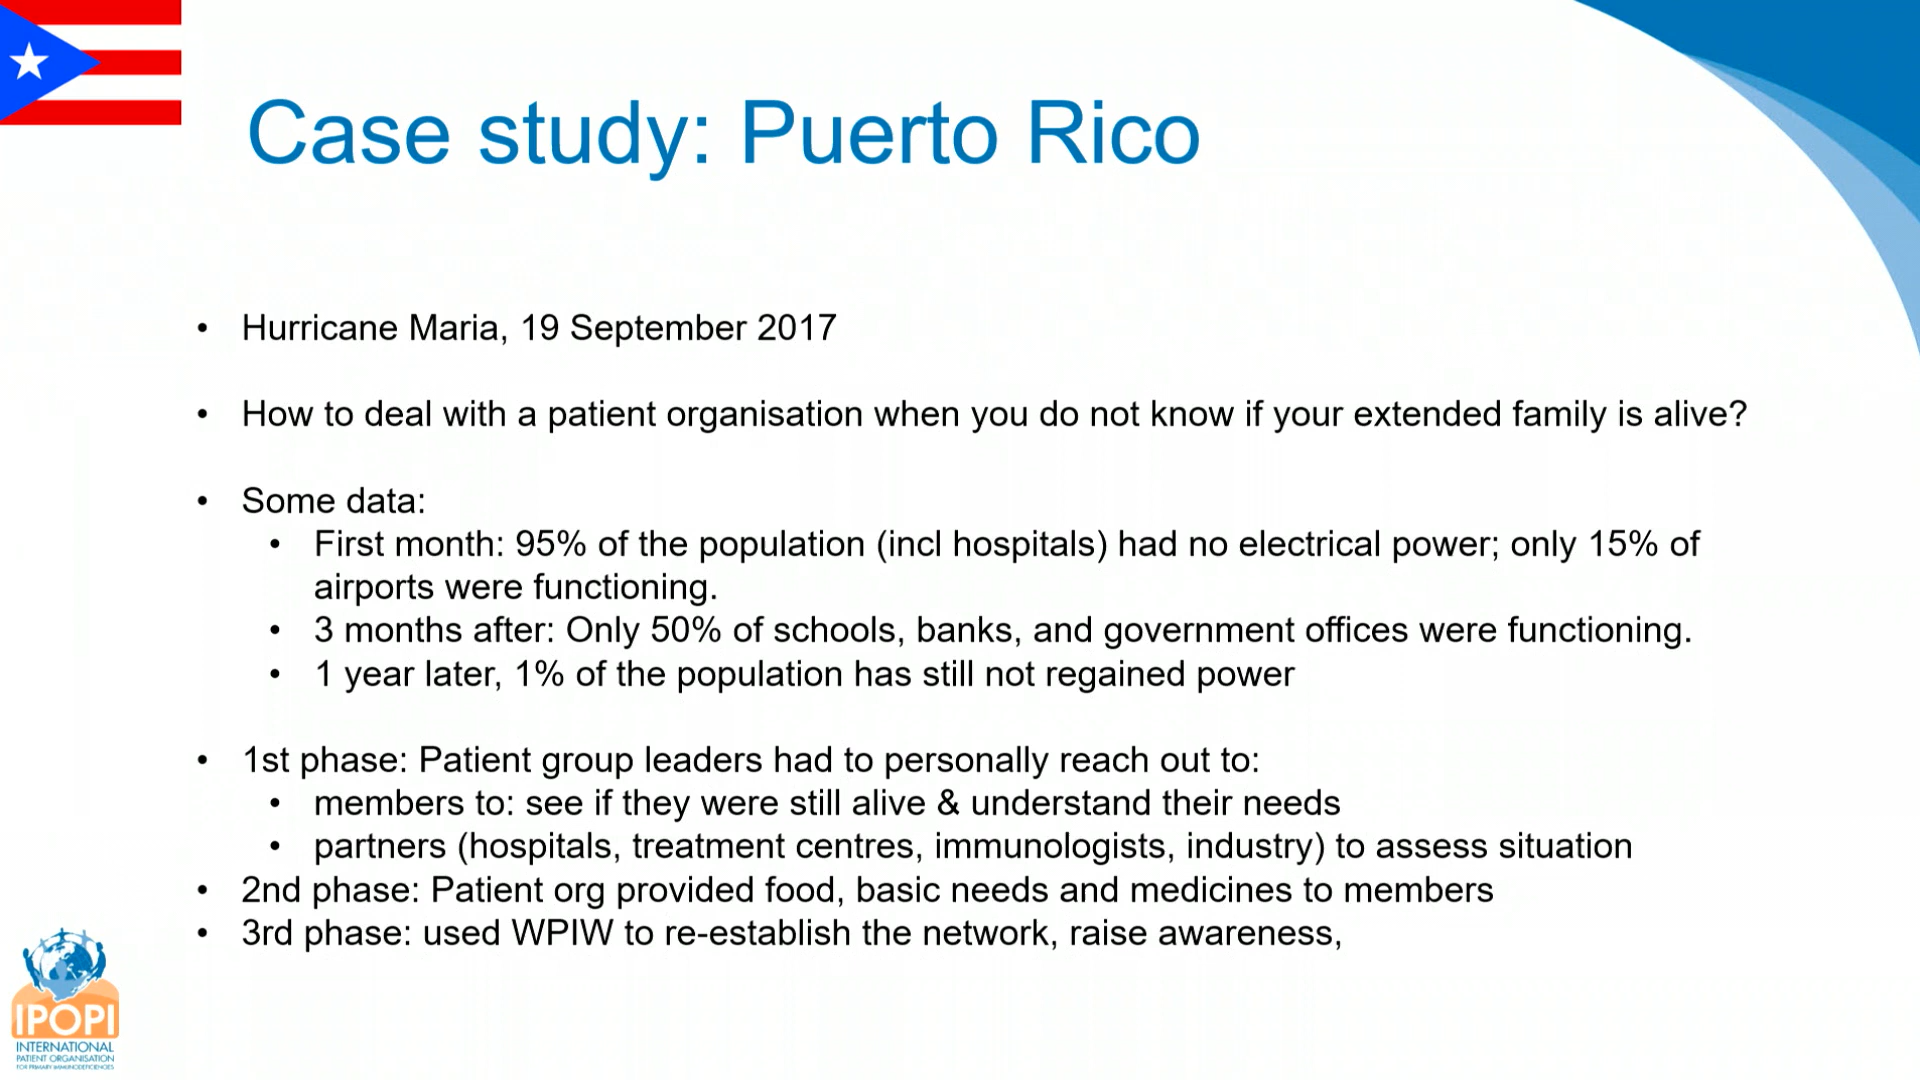 Case study: Puerto Rico
• Hurricane Maria, 19 September 2017
• How to deal with a patient organisation when you do not know if your extended family is alive?
• Some data:
• First month: 95% of the population (incl hospitals) had no electrical power; only 15% of
airports were functioning.
• 3 months after: Only 50% of schools, banks, and government offices were functioning.
• 1 year later, 1% of the population has still not regained power
• 1st phase: Patient group leaders had to personally reach out to:
• members to: see if they were still alive & understand their needs
• partners (hospitals, treatment centres, immunologists, industry) to assess situation
• 2nd phase: Patient org provided food, basic needs and medicines to members
• 3rd phase: used WPIW to re-establish the network, raise awareness,
IPOPI
INTERNATIONAL
PATIENT ORGANISATION
FOR PRIMARY IMMUNODEFICIENCIES